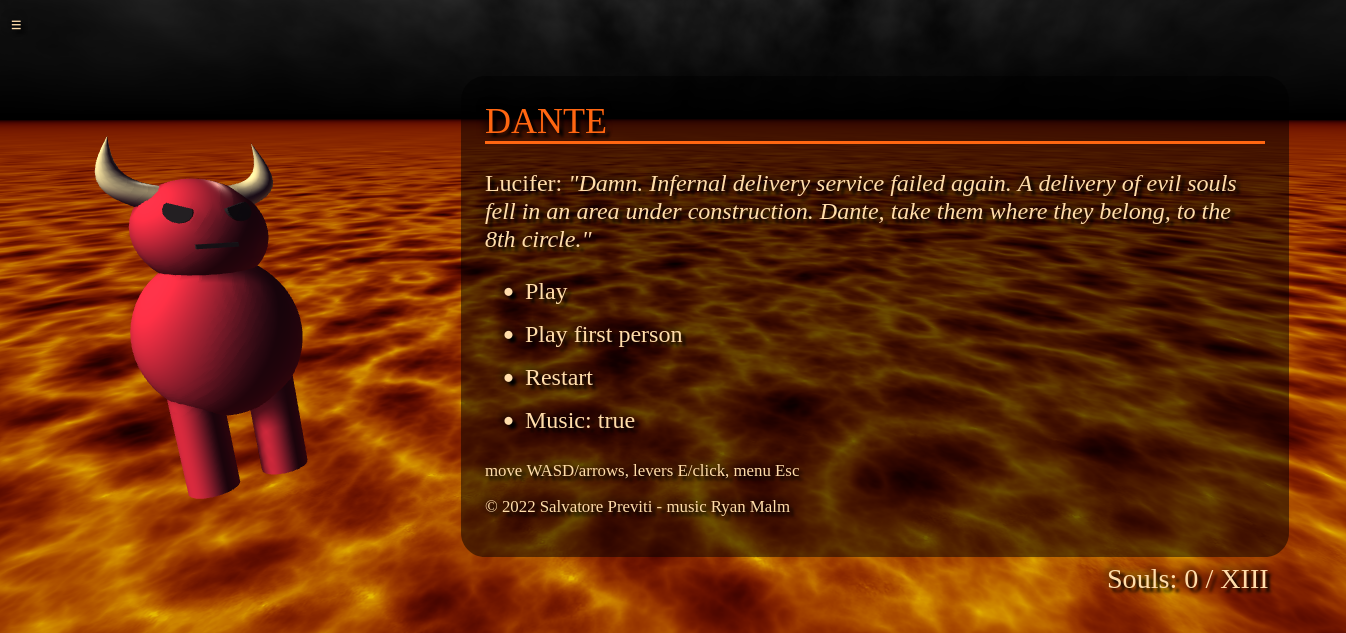 ☰
DANTE
Lucifer: "Damn. Infernal delivery service failed again. A delivery of evil souls
fell in an area under construction. Dante, take them where they belong, to the
8th circle."
• Play
• Play first person
• Restart
• Music: true
move WASD/arrows, levers E/click, menu Esc
© 2022 Salvatore Previti - music Ryan Malm
Souls: 0 / XIII